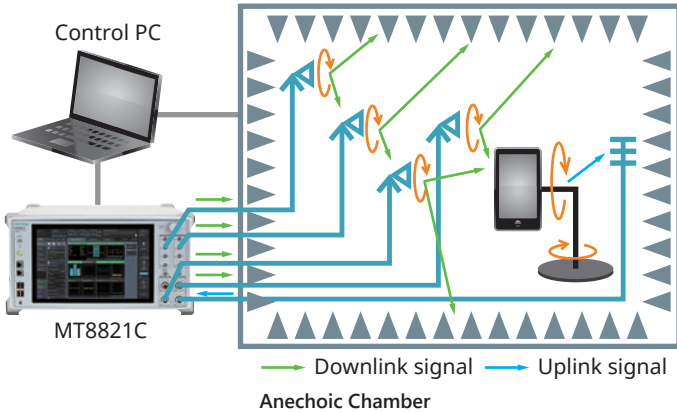 Control PC
MT8821C
Downlink signal
Uplink signal
Anechoic Chamber